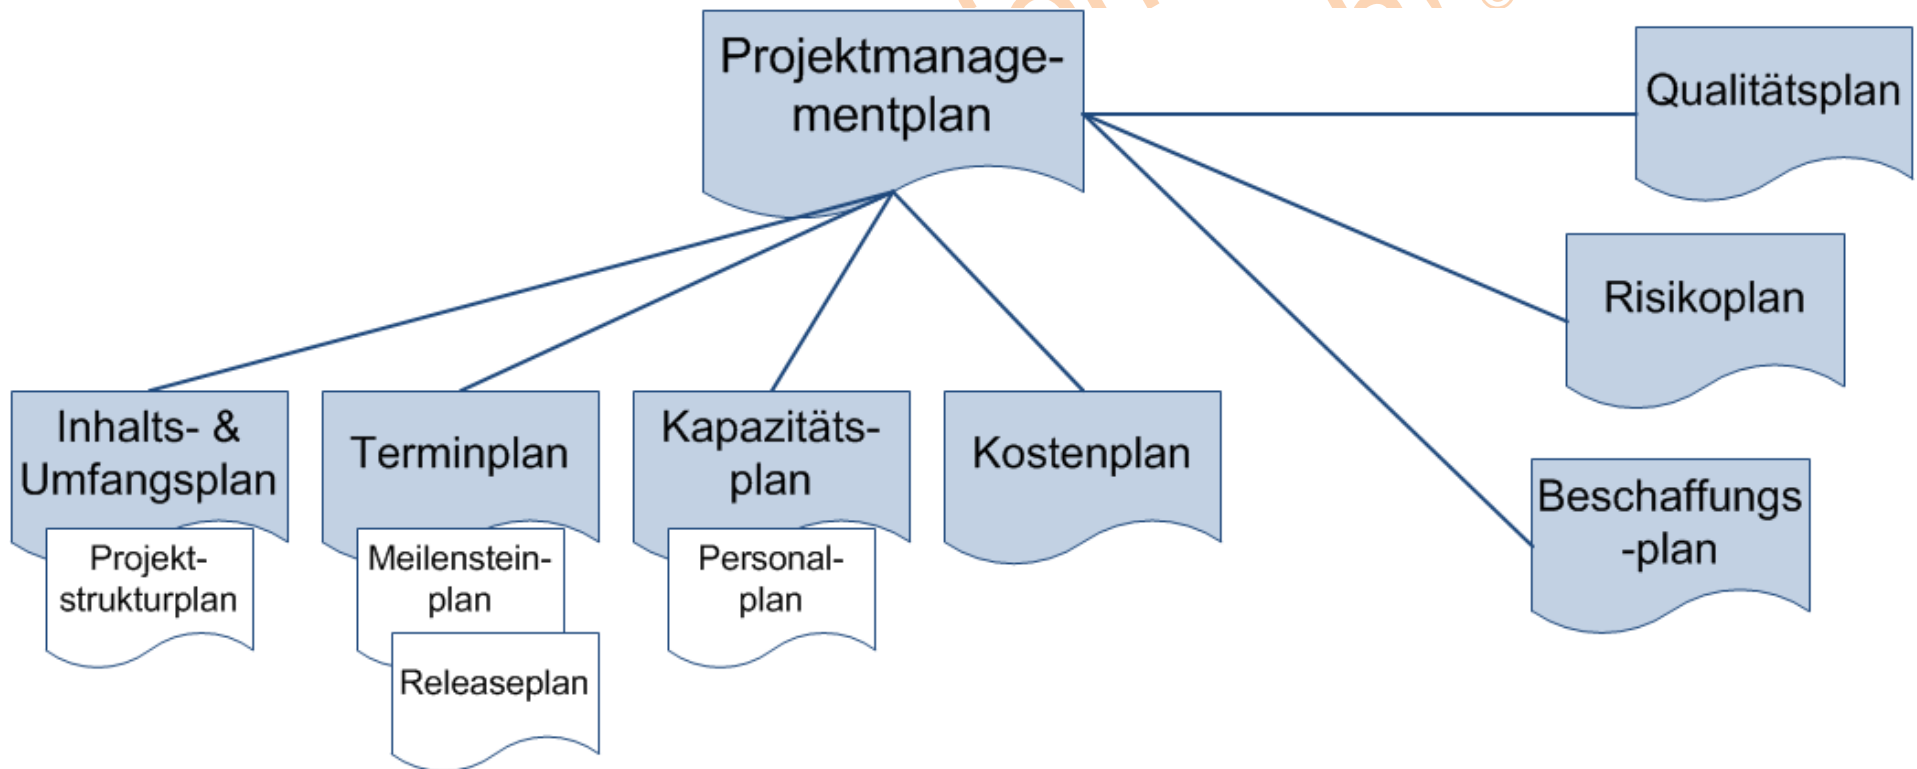 Projektmanage-
mentplan
Qualitätsplan
Risikoplan
Beschaffungs
-plan
Inhalts- &
Umfangsplan
Projekt-
strukturplan
Terminplan
Meilenstein-
plan
Releaseplan
Kapazitäts-
plan
Personal-
plan
Kostenplan